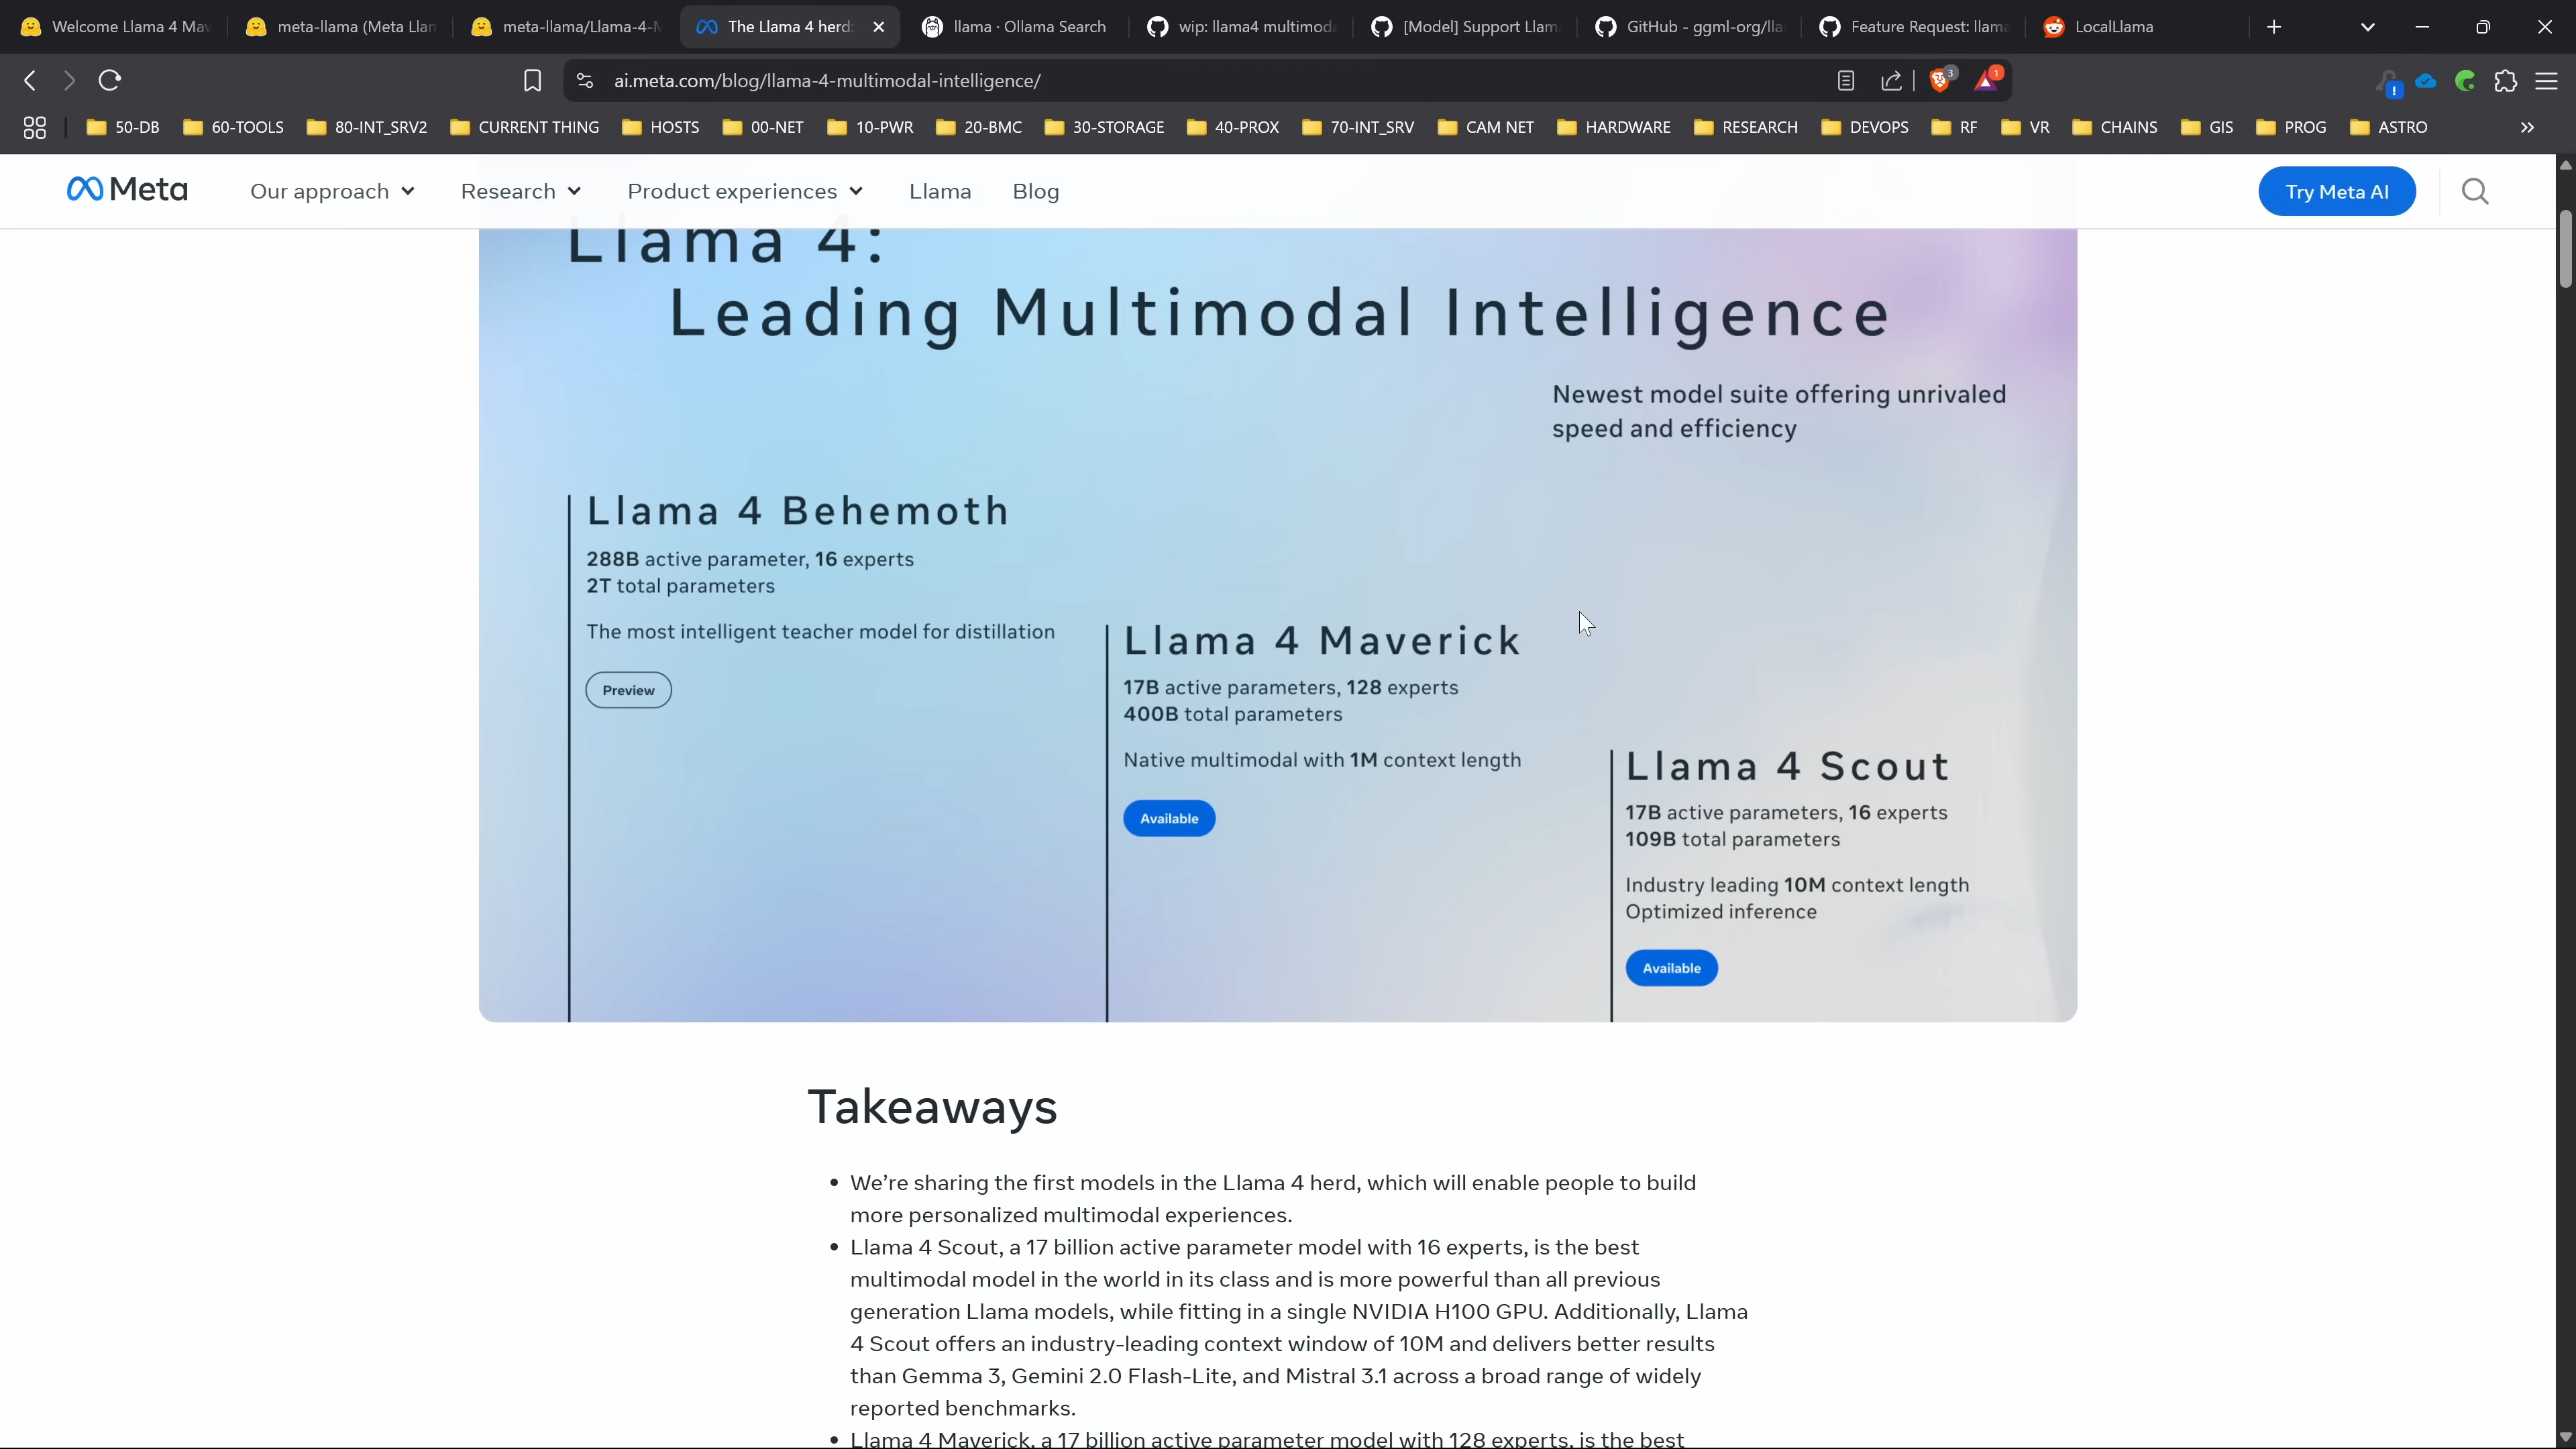 Welcome Llama 4 Mav
meta-llama (Meta Llam
meta-llama/Llama-4-M
The Llama 4 herd:
llama · Ollama Search
wip: llama4 multimoda
[Model] Support Llam
GitHub - ggml-org/lla
Feature Request: llama
LocalLlama
ai.meta.com/blog/llama-4-multimodal-intelligence/
3
1
50-DB
60-TOOLS
80-INT_SRV2
CURRENT THING
HOSTS
00-NET
10-PWR
20-BMC
30-STORAGE
40-PROX
70-INT_SRV
CAM NET
HARDWARE
RESEARCH
DEVOPS
RF
VR
CHAINS
GIS
PROG
ASTRO
Meta
Our approach
Research
Product experiences
Llama
Blog
Try Meta AI
Llama 4:
Leading Multimodal Intelligence
Newest model suite offering unrivaled
speed and efficiency
Llama 4 Behemoth
288B active parameter, 16 experts
2T total parameters
The most intelligent teacher model for distillation
Preview
Llama 4 Maverick
17B active parameters, 128 experts
400B total parameters
Native multimodal with 1M context length
Available
Llama 4 Scout
17B active parameters, 16 experts
109B total parameters
Industry leading 10M context length
Optimized inference
Available
Takeaways
• We’re sharing the first models in the Llama 4 herd, which will enable people to build
more personalized multimodal experiences.
• Llama 4 Scout, a 17 billion active parameter model with 16 experts, is the best
multimodal model in the world in its class and is more powerful than all previous
generation Llama models, while fitting in a single NVIDIA H100 GPU. Additionally, Llama
4 Scout offers an industry-leading context window of 10M and delivers better results
than Gemma 3, Gemini 2.0 Flash-Lite, and Mistral 3.1 across a broad range of widely
reported benchmarks.
• Llama 4 Maverick, a 17 billion active parameter model with 128 experts, is the best